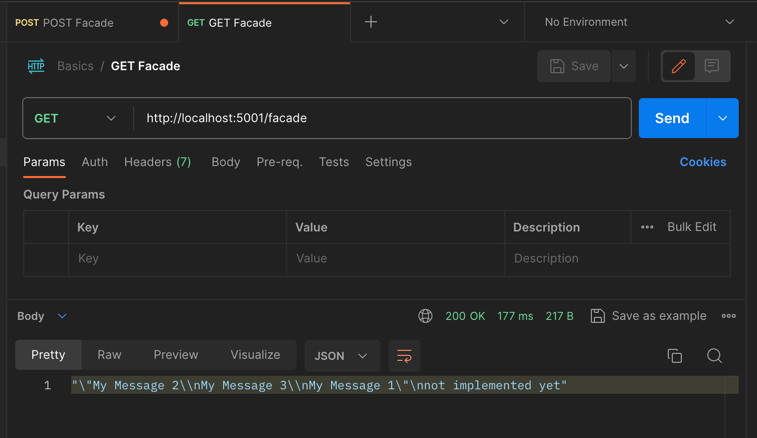 POST POST Facade
GET GET Facade
No Environment
HTTP Basics / GET Facade
Save
GET http://localhost:5001/facade
Send
Params Auth Headers (7) Body Pre-req. Tests Settings Cookies
Query Params
Key Value Description Bulk Edit
Key Value Description
Body 200 OK 177 ms 217 B Save as example
Pretty Raw Preview Visualize JSON
1 "\"My Message 2\\nMy Message 3\\nMy Message 1\"\nnot implemented yet"